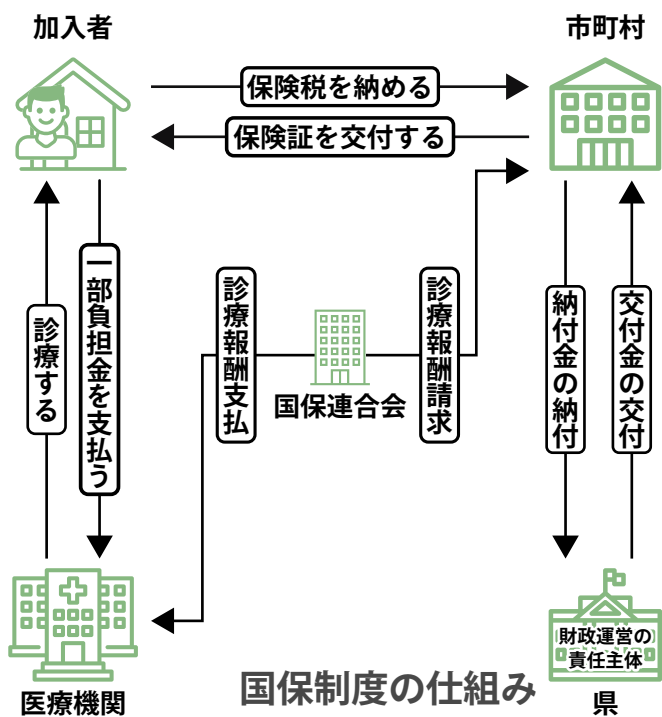 加入者
市町村
保険税を納める
保険証を交付する
診療する
一部負担金を支払う
診療報酬支払
国保連合会
診療報酬請求
納付金の納付
交付金の交付
医療機関
財政運営の
責任主体
県
国保制度の仕組み